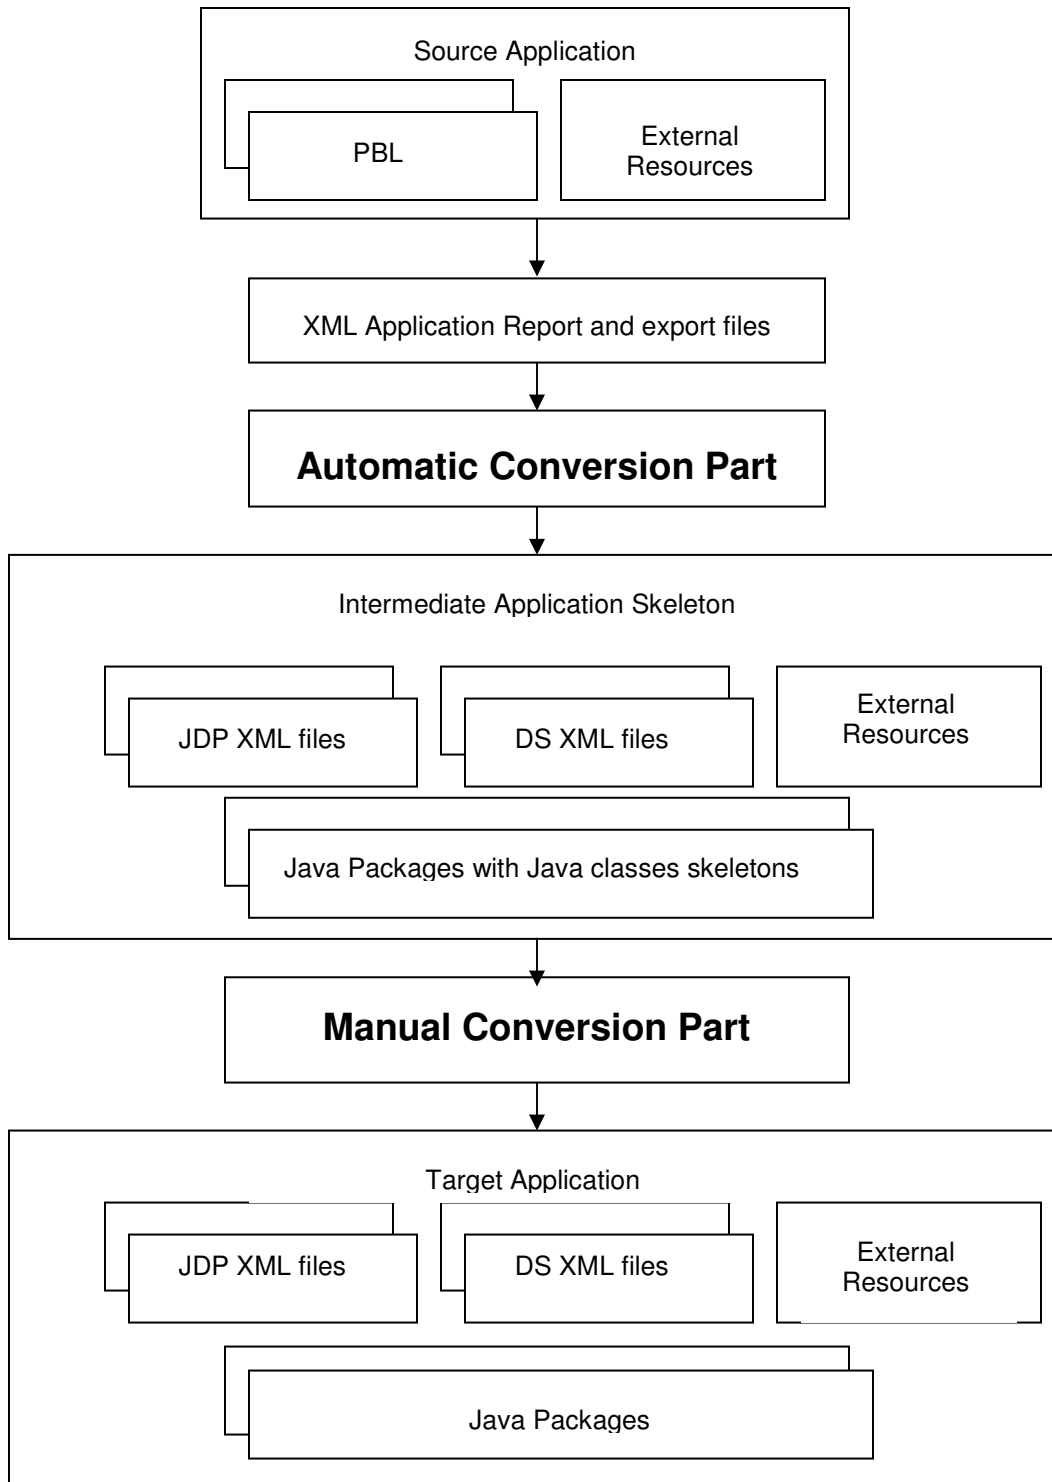 Source Application
PBL
External
Resources
XML Application Report and export files
Automatic Conversion Part
Intermediate Application Skeleton
JDP XML files
DS XML files
External
Resources
Java Packages with Java classes skeletons
Manual Conversion Part
Target Application
JDP XML files
DS XML files
External
Resources
Java Packages